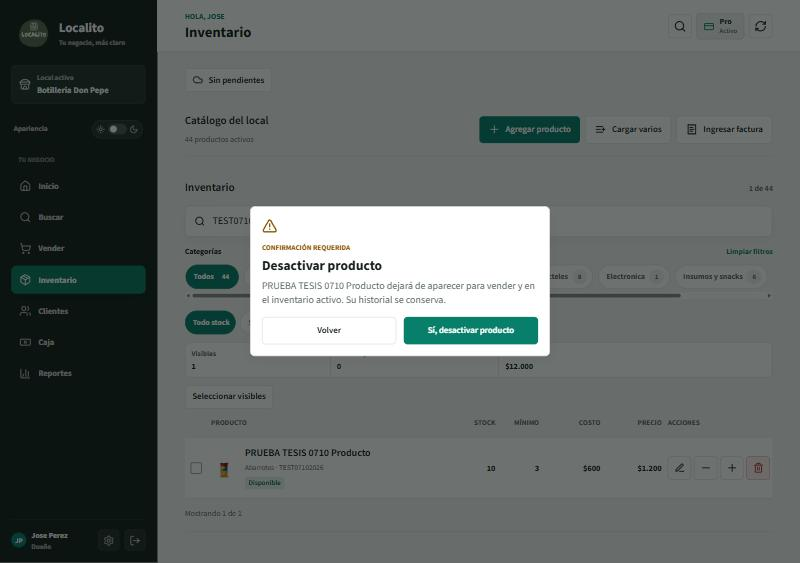 LOCALITO
Localito
Tu negocio, más claro
Local activo
Botillería Don Pepe
Apariencia
TU NEGOCIO
Inicio
Buscar
Vender
Inventario
Clientes
Caja
Reportes
JP
Jose Perez
Dueño
HOLA, JOSE
Inventario
Pro
Activo
Sin pendientes
Catálogo del local
44 productos activos
Agregar producto
Cargar varios
Ingresar factura
Inventario
1 de 44
TEST0710
Categorías
Limpiar filtros
Todos 44
cteles 8
Electronica 1
Insumos y snacks 6
Todo stock
CONFIRMACIÓN REQUERIDA
Desactivar producto
PRUEBA TESIS 0710 Producto dejará de aparecer para vender y en
el inventario activo. Su historial se conserva.
Volver
Sí, desactivar producto
Visibles
1
0
$12.000
Seleccionar visibles
PRODUCTO STOCK MÍNIMO COSTO PRECIO ACCIONES
PRUEBA TESIS 0710 Producto
Abarrotes · TEST07102026
Disponible
10 3 $600 $1.200
Mostrando 1 de 1